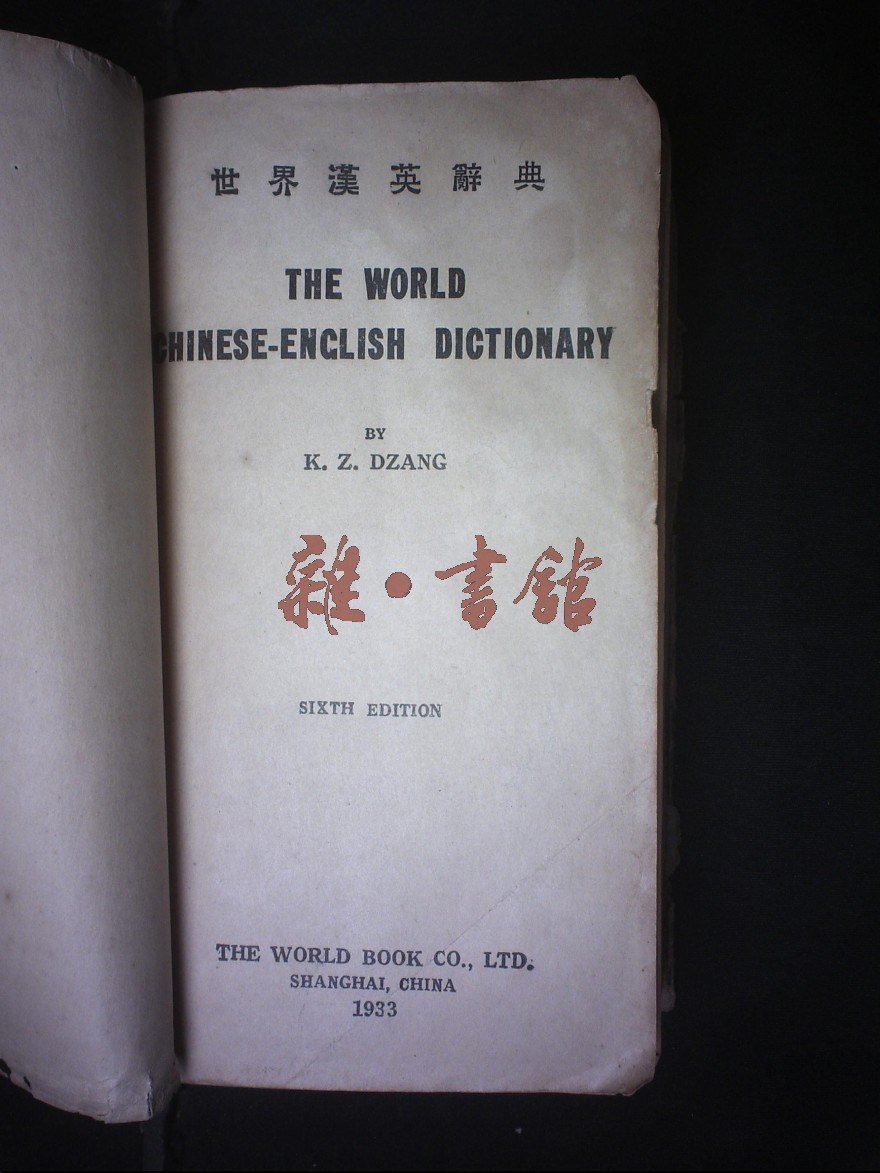 世界漢英辭典
THE WORLD
CHINESE-ENGLISH DICTIONARY
BY
K. Z. DZANG
雜·書館
SIXTH EDITION
THE WORLD BOOK CO., LTD.
SHANGHAI, CHINA
1933